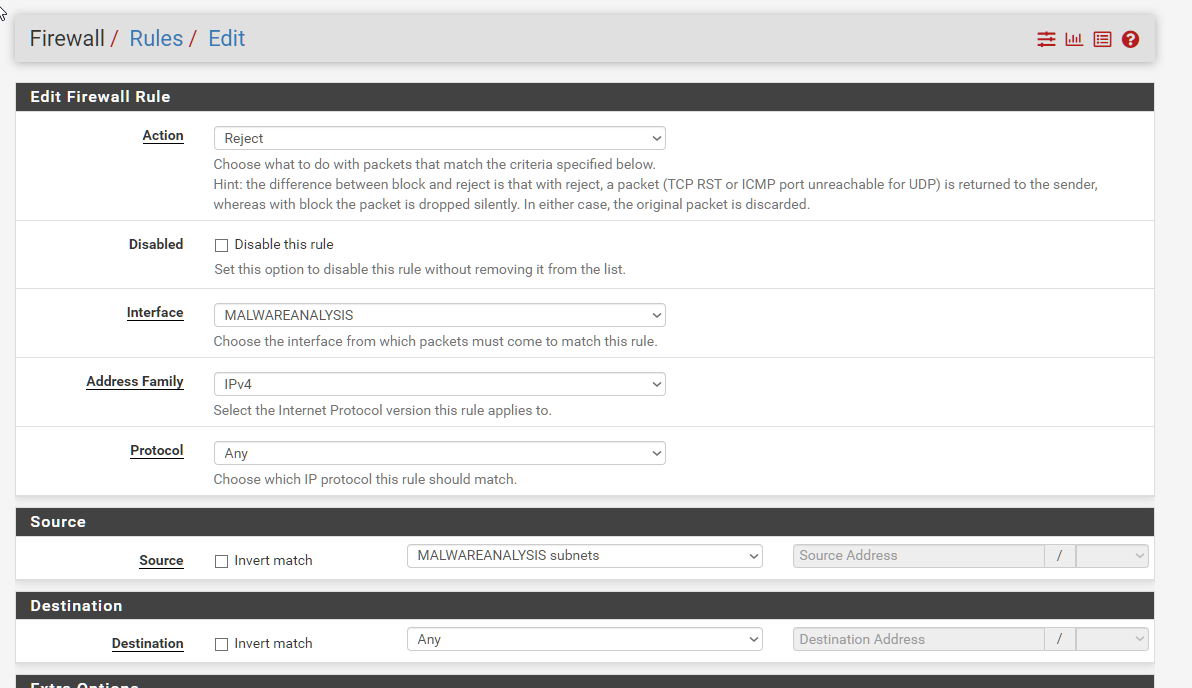 Firewall / Rules / Edit
Edit Firewall Rule
Action
Reject
Choose what to do with packets that match the criteria specified below.
Hint: the difference between block and reject is that with reject, a packet (TCP RST or ICMP port unreachable for UDP) is returned to the sender,
whereas with block the packet is dropped silently. In either case, the original packet is discarded.
Disabled
Disable this rule
Set this option to disable this rule without removing it from the list.
Interface
MALWAREANALYSIS
Choose the interface from which packets must come to match this rule.
Address Family
IPv4
Select the Internet Protocol version this rule applies to.
Protocol
Any
Choose which IP protocol this rule should match.
Source
Source
Invert match
MALWAREANALYSIS subnets
Source Address
/
Destination
Destination
Invert match
Any
Destination Address
/
Extra Options